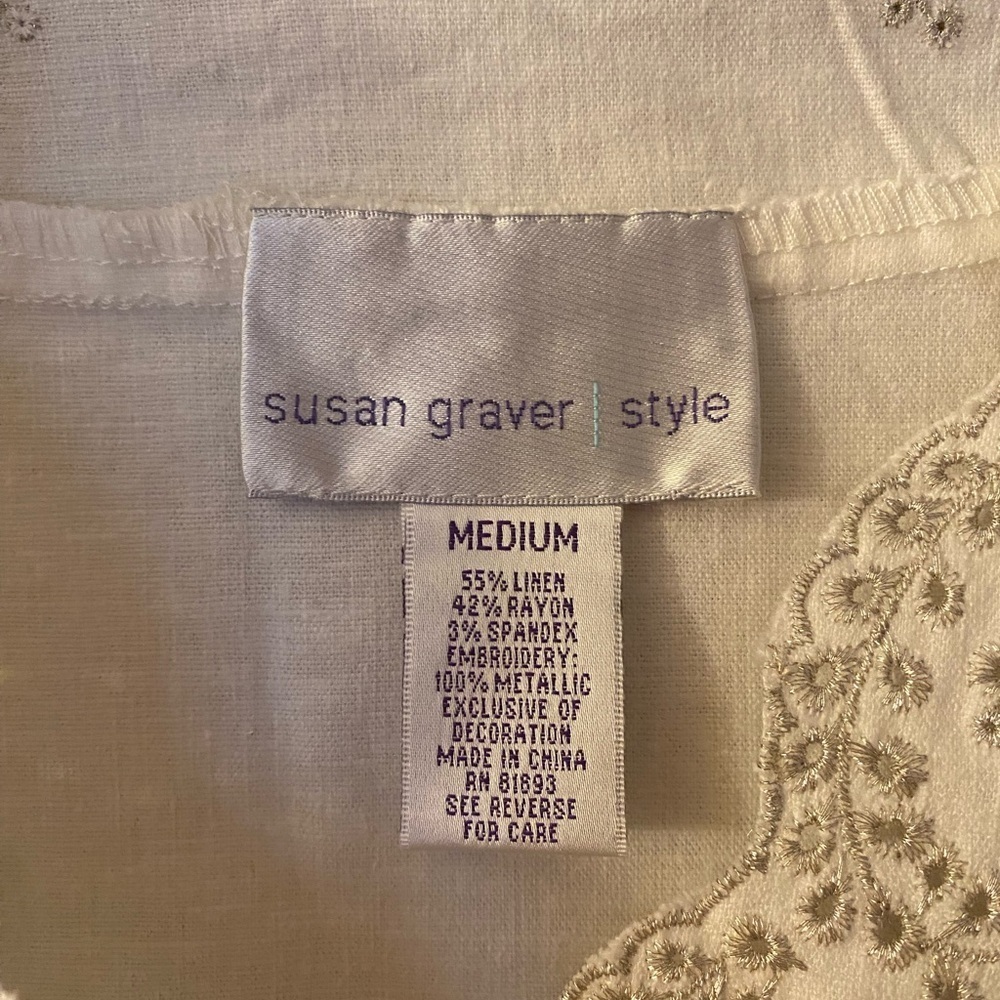 susan graver | style
MEDIUM
55% LINEN
42% RAYON
3% SPANDEX
EMBROIDERY:
100% METALLIC
EXCLUSIVE OF
DECORATION
MADE IN CHINA
RN 81693
SEE REVERSE
FOR CARE